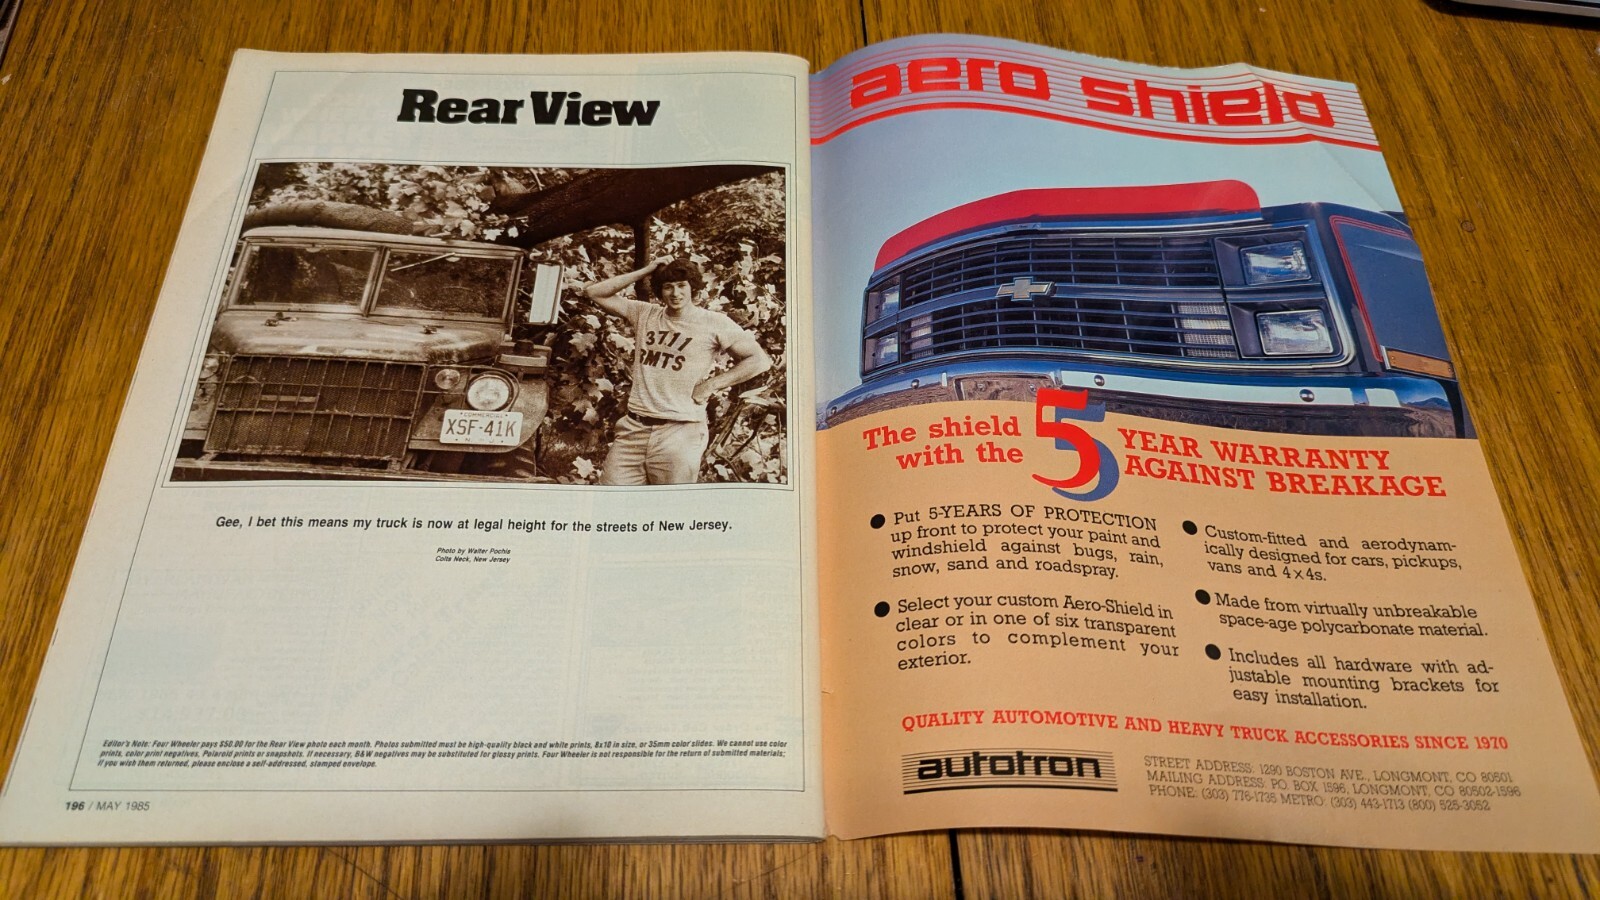 Rear View
3711
BMTS
COMMERCIAL
XSF-41K
N J
Gee, I bet this means my truck is now at legal height for the streets of New Jersey.
Photo by Walter Pochis
Colts Neck, New Jersey
Editor's Note: Four Wheeler pays $50.00 for the Rear View photo each month. Photos submitted must be high-quality black and white prints, 8x10 in size, or 35mm color slides. We cannot use color
prints, color print negatives, Polaroid prints or snapshots. If necessary, B&W negatives may be substituted for glossy prints. Four Wheeler is not responsible for the return of submitted materials;
if you wish them returned, please enclose a self-addressed, stamped envelope.
196 / MAY 1985
aero shield
The shield
with the
5
YEAR WARRANTY
AGAINST BREAKAGE
● Put 5-YEARS OF PROTECTION
up front to protect your paint and
windshield against bugs, rain,
snow, sand and roadspray.
● Select your custom Aero-Shield in
clear or in one of six transparent
colors to complement your
exterior.
● Custom-fitted and aerodynam-
ically designed for cars, pickups,
vans and 4x4s.
● Made from virtually unbreakable
space-age polycarbonate material.
● Includes all hardware with ad-
justable mounting brackets for
easy installation.
QUALITY AUTOMOTIVE AND HEAVY TRUCK ACCESSORIES SINCE 1970
autotron
STREET ADDRESS: 1290 BOSTON AVE., LONGMONT, CO 80501
MAILING ADDRESS: P.O. BOX 1596, LONGMONT, CO 80502-1596
PHONE: (303) 776-1735 METRO: (303) 443-1713 (800) 525-3052